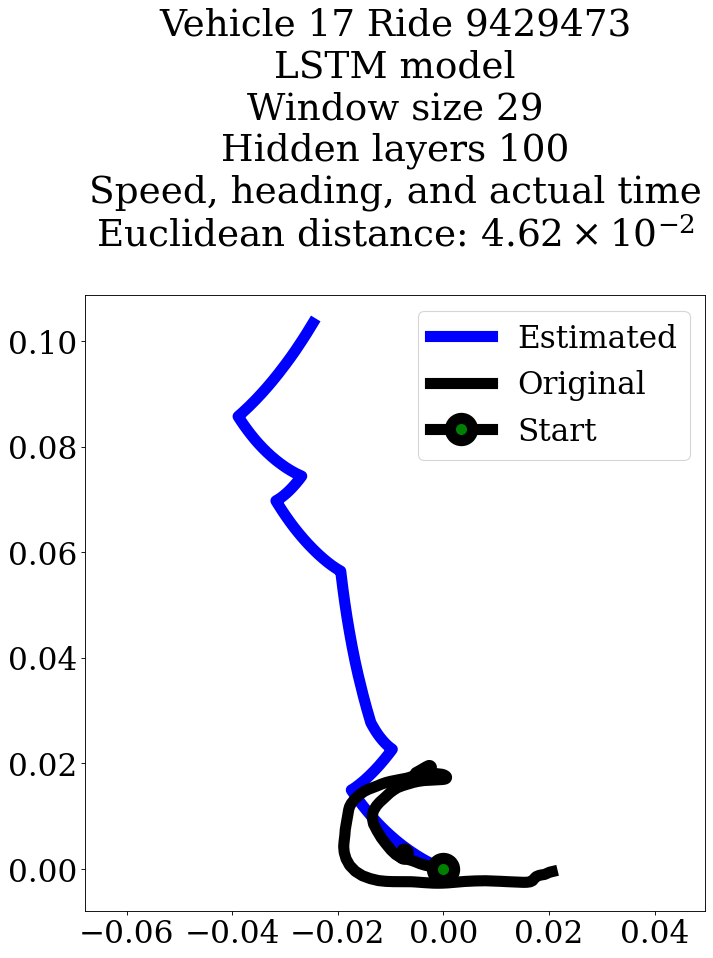 Vehicle 17 Ride 9429473
LSTM model
Window size 29
Hidden layers 100
Speed, heading, and actual time
Euclidean distance: 4.62 × 10⁻²
Estimated
Original
Start
0.10
0.08
0.06
0.04
0.02
0.00
−0.06 −0.04 −0.02 0.00 0.02 0.04